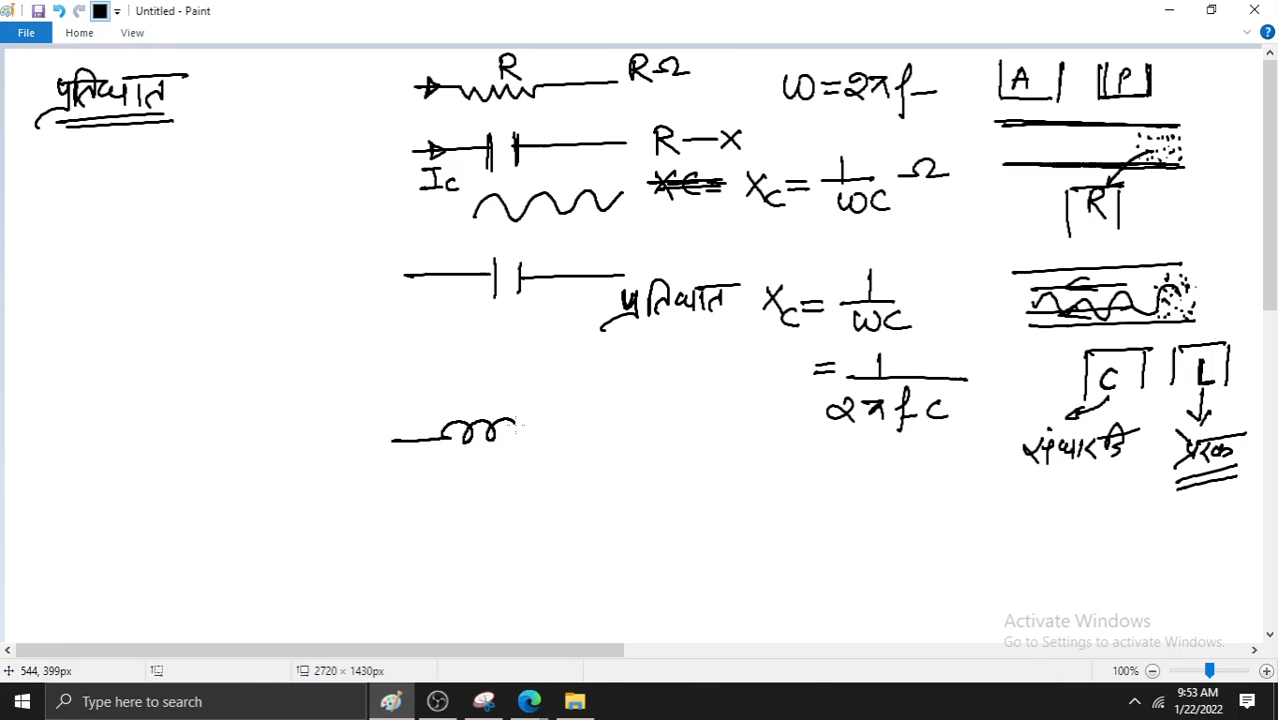 Untitled - Paint
File Home View
प्रतिघात
R
RΩ
ω=2πf
A P
Ic
R—X
Xc= 1/ωC Ω
R
C
प्रतिघात Xc= 1/ωC
= 1/2πfC
C L
संधारित्र प्रेरक
Activate Windows
Go to Settings to activate Windows.
544, 399px 2720 × 1430px 100%
Type here to search
9:53 AM
1/22/2022